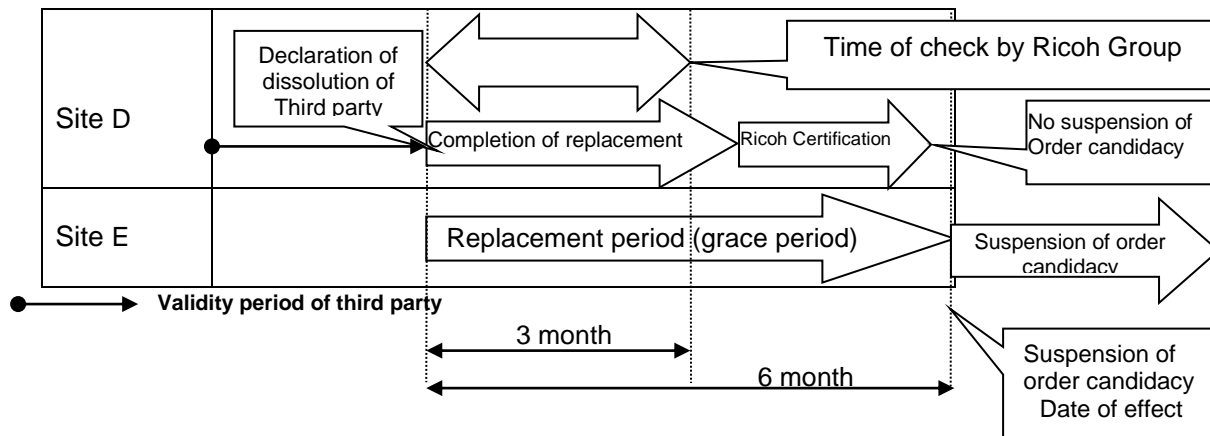 Time of check by Ricoh Group
Declaration of
dissolution of
Third party
Site D
Completion of replacement
Ricoh Certification
No suspension of
Order candidacy
Site E
Replacement period (grace period)
Suspension of order
candidacy
Validity period of third party
3 month
6 month
Suspension of
order candidacy
Date of effect